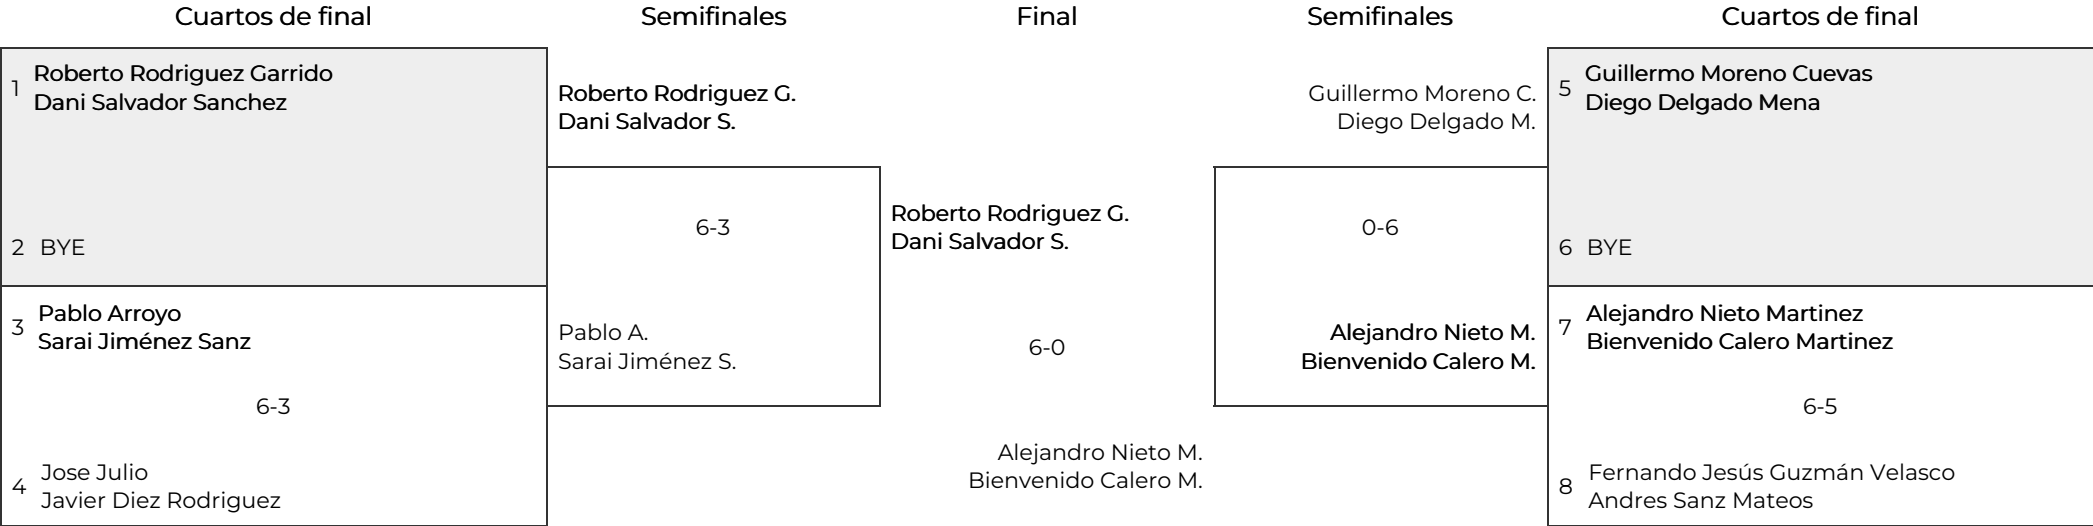 Cuartos de final
Semifinales
Final
Semifinales
Cuartos de final
1
Roberto Rodriguez Garrido
Dani Salvador Sanchez
2 BYE
3
Pablo Arroyo
Sarai Jiménez Sanz
6-3
4
Jose Julio
Javier Diez Rodriguez
Roberto Rodriguez G.
Dani Salvador S.
6-3
Pablo A.
Sarai Jiménez S.
Roberto Rodriguez G.
Dani Salvador S.
6-0
Alejandro Nieto M.
Bienvenido Calero M.
Guillermo Moreno C.
Diego Delgado M.
0-6
Alejandro Nieto M.
Bienvenido Calero M.
5
Guillermo Moreno Cuevas
Diego Delgado Mena
6 BYE
7
Alejandro Nieto Martinez
Bienvenido Calero Martinez
6-5
8
Fernando Jesús Guzmán Velasco
Andres Sanz Mateos